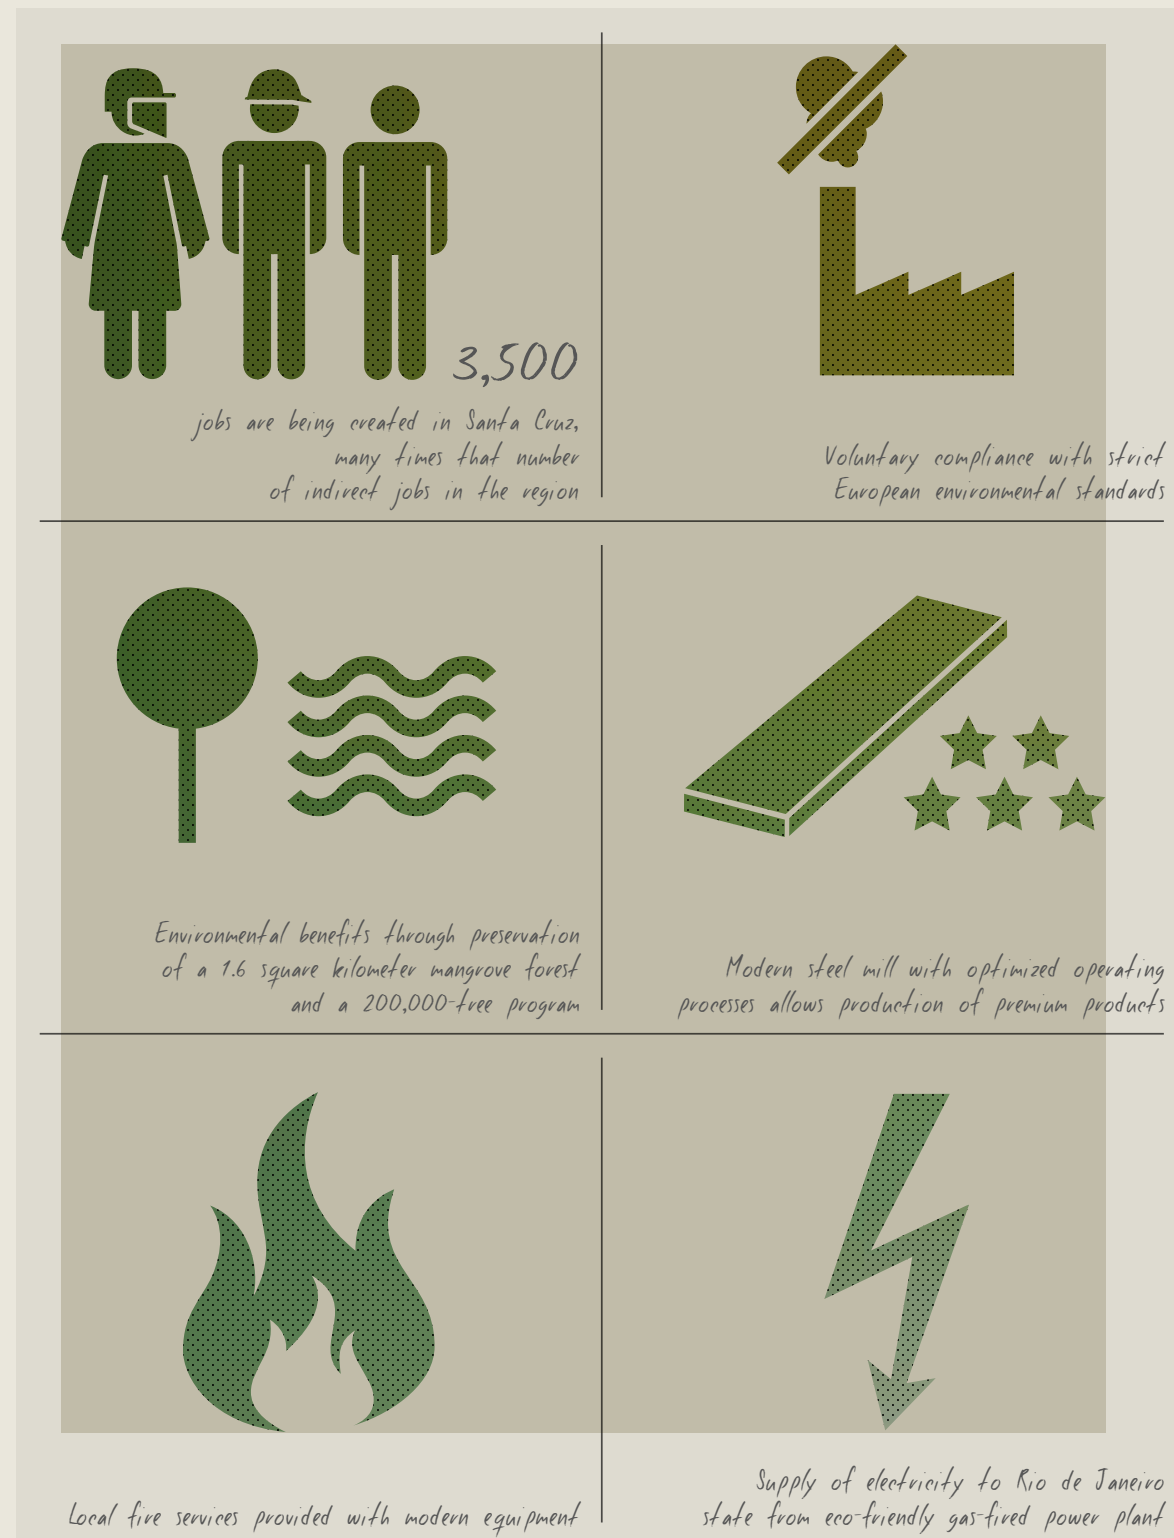 3,500
jobs are being created in Santa Cruz,
many times that number
of indirect jobs in the region
Voluntary compliance with strict
European environmental standards
Environmental benefits through preservation
of a 1.6 square kilometer mangrove forest
and a 200,000-tree program
Modern steel mill with optimized operating
processes allows production of premium products
Local fire services provided with modern equipment
Supply of electricity to Rio de Janeiro
state from eco-friendly gas-fired power plant